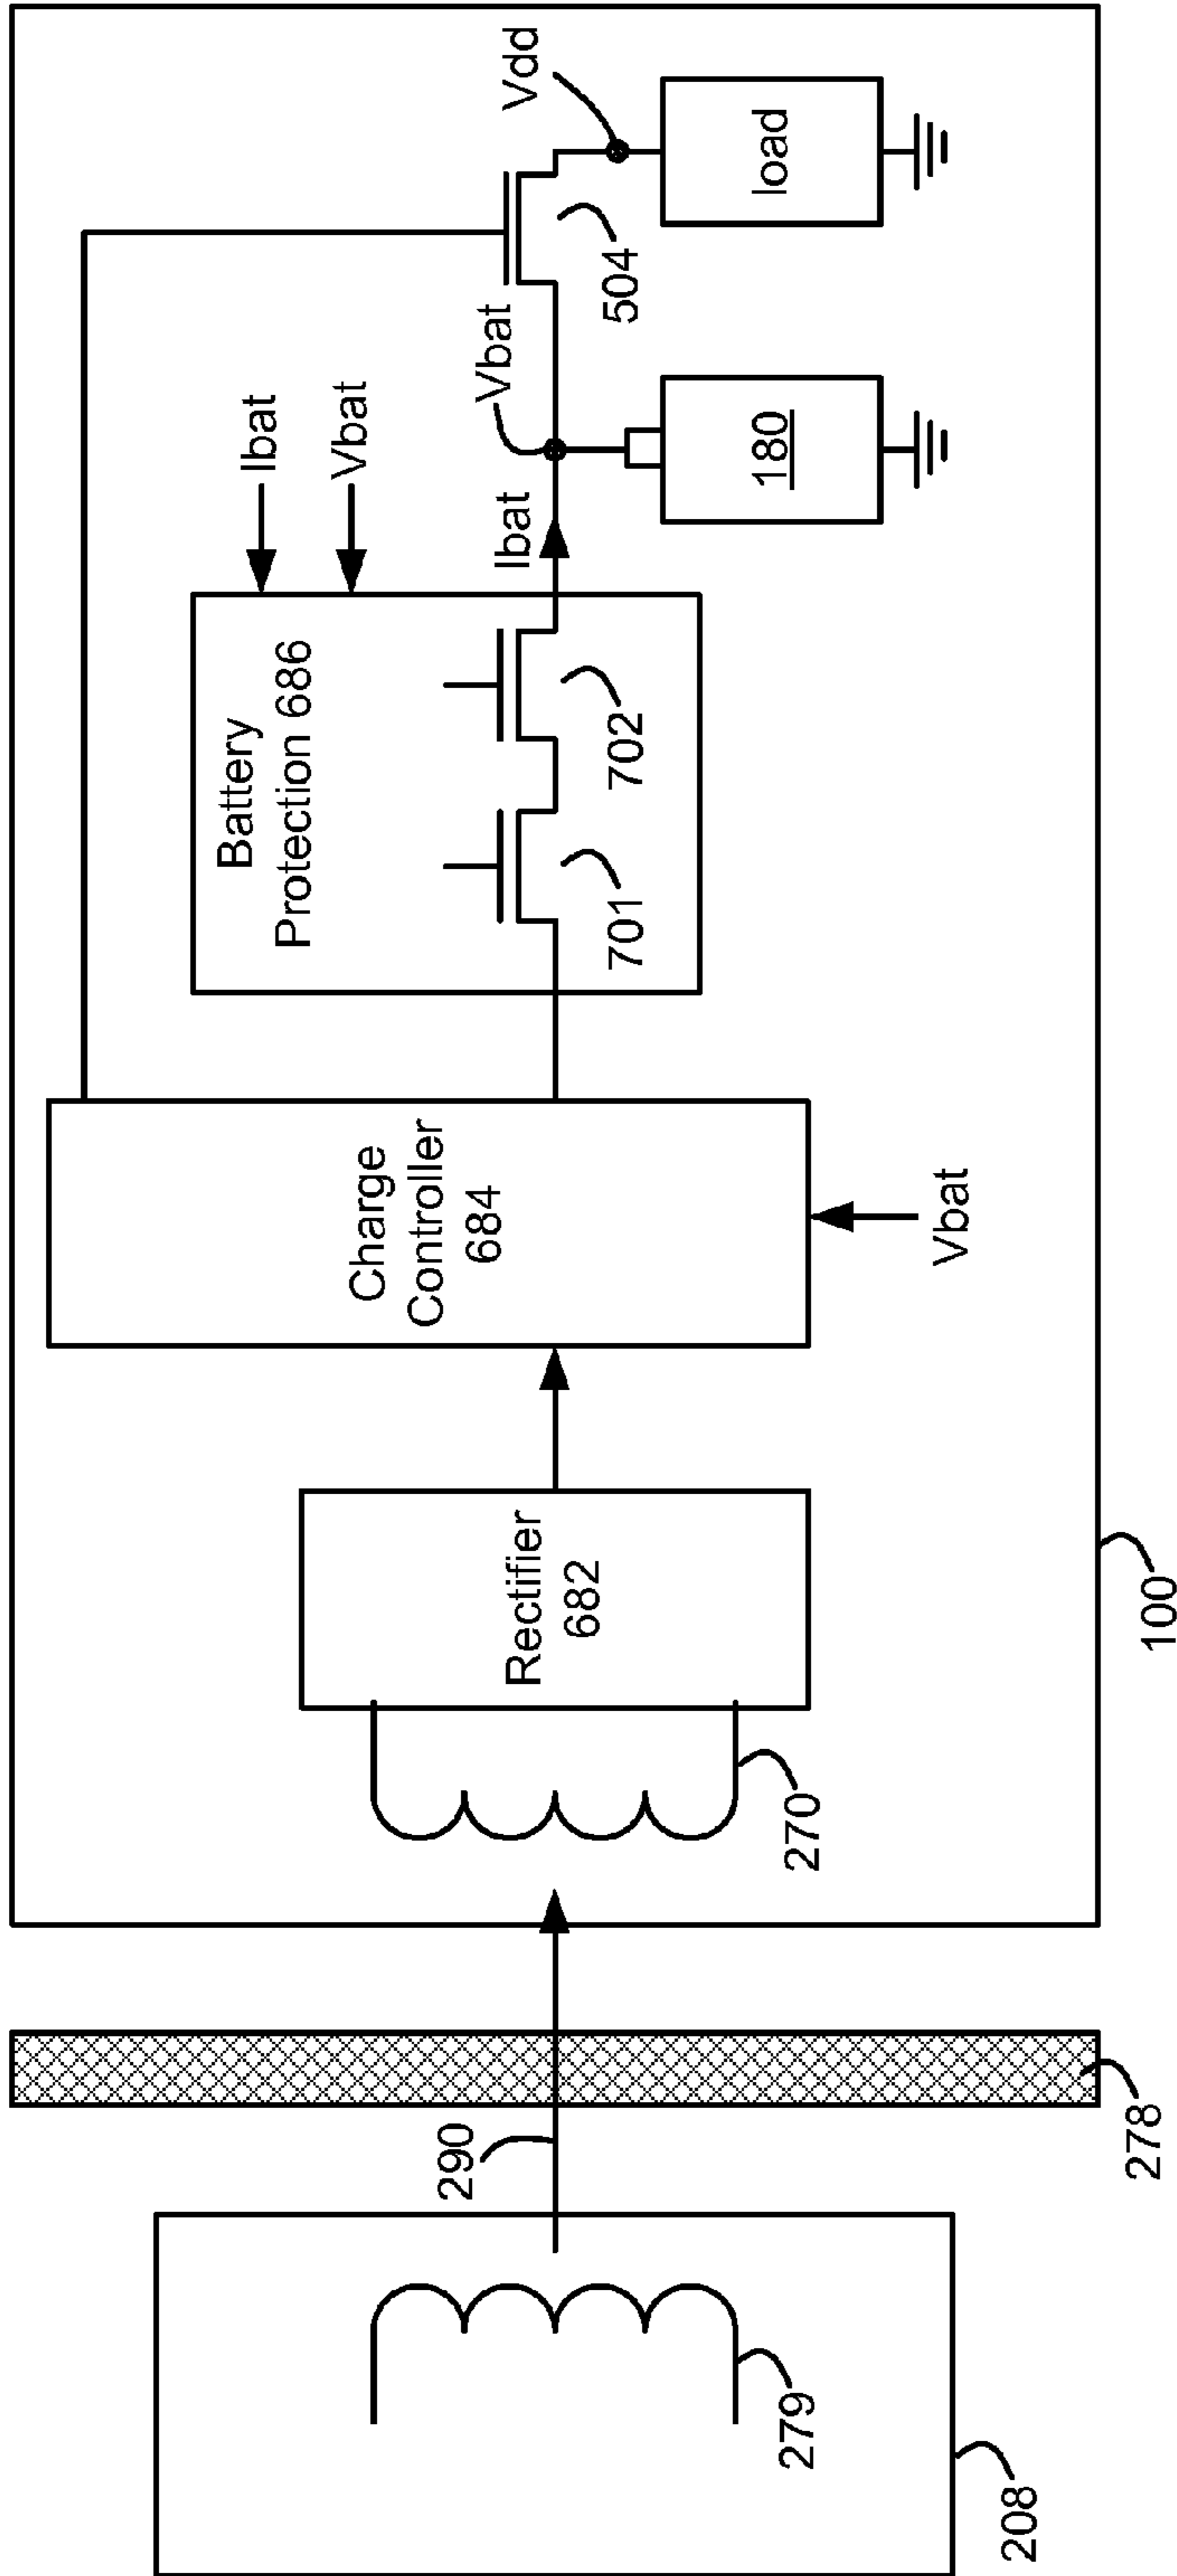 208
279
290
278
270
Rectifier
682
Charge
Controller
684
Vbat
Battery
Protection 686
701
702
Ibat
Vbat
Ibat
Vbat
180
504
Vdd
load
100